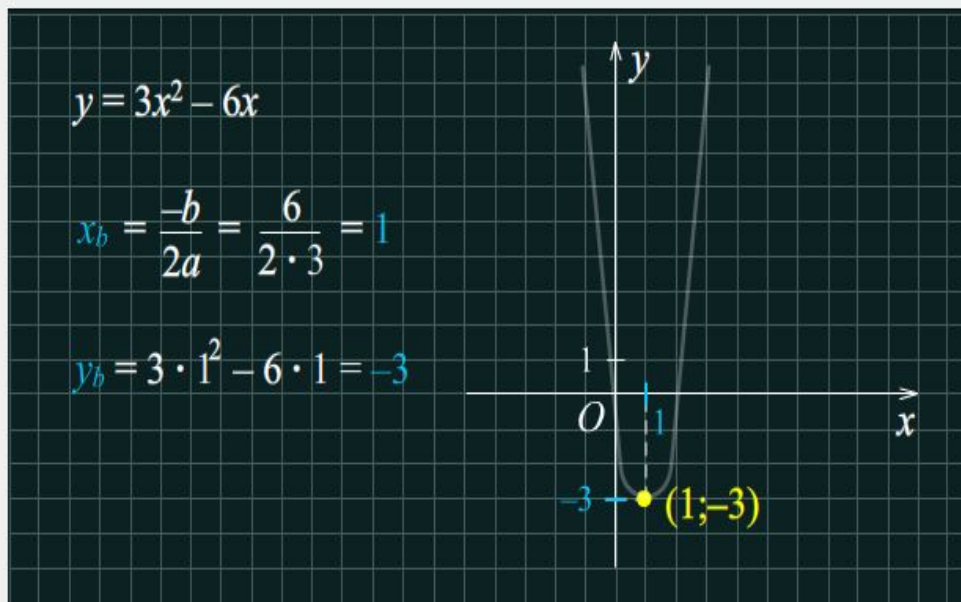 y = 3x² – 6x
x_b = –b/2a = 6/2 · 3 = 1
y_b = 3 · 1² – 6 · 1 = –3
y
1
O
1
x
–3
(1;–3)